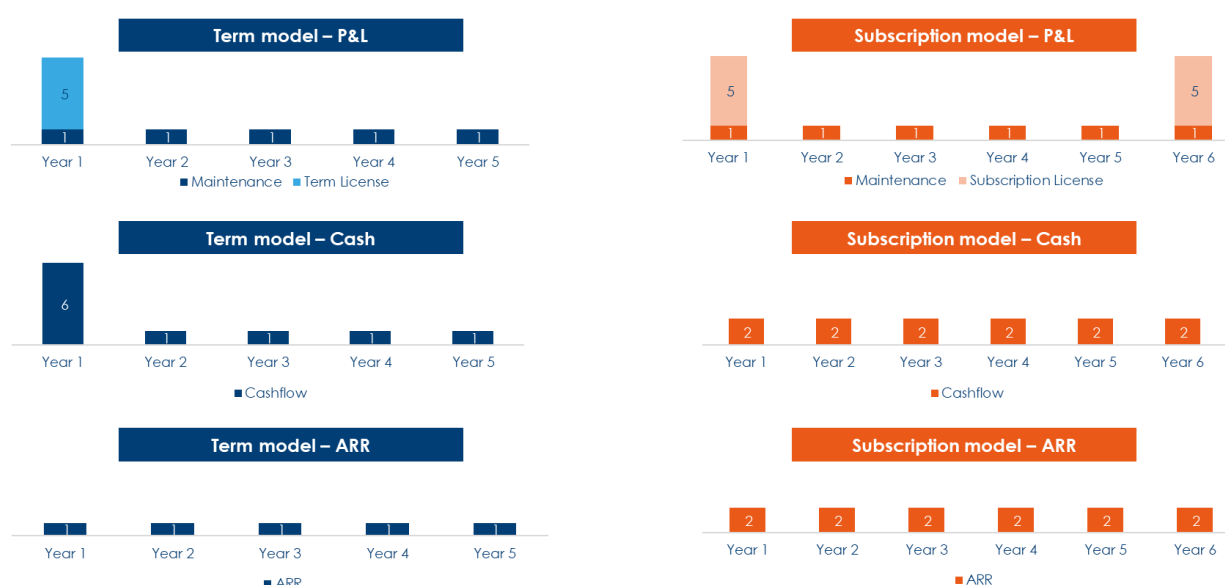 Term model – P&L
5
1 1 1 1 1
Year 1 Year 2 Year 3 Year 4 Year 5
Maintenance Term License
Subscription model – P&L
5 5
1 1 1 1 1 1
Year 1 Year 2 Year 3 Year 4 Year 5 Year 6
Maintenance Subscription License
Term model – Cash
6
1 1 1 1
Year 1 Year 2 Year 3 Year 4 Year 5
Cashflow
Subscription model – Cash
2 2 2 2 2 2
Year 1 Year 2 Year 3 Year 4 Year 5 Year 6
Cashflow
Term model – ARR
1 1 1 1 1
Year 1 Year 2 Year 3 Year 4 Year 5
ARR
Subscription model – ARR
2 2 2 2 2 2
Year 1 Year 2 Year 3 Year 4 Year 5 Year 6
ARR